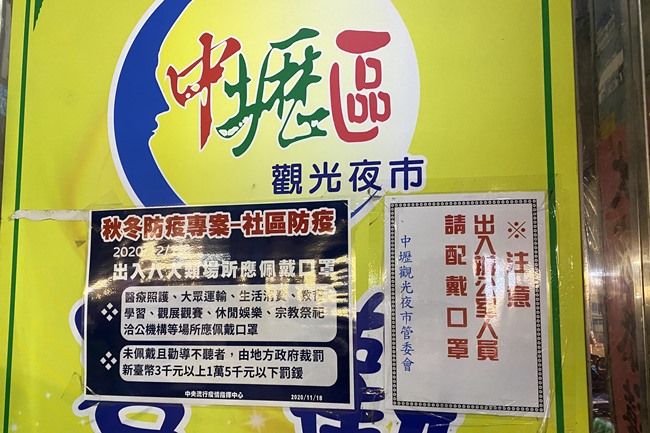 中壢區
觀光夜市
秋冬防疫專案-社區防疫
出入八大類場所應佩戴口罩
醫療照護、大眾運輸、生活消費、教育
學習、觀展觀賽、休閒娛樂、宗教祭祀
洽公機構等場所應佩戴口罩
未佩戴且勸導不聽者，由地方政府裁罰
新臺幣3千元以上1萬5千元以下罰鍰
中央流行疫情指揮中心
2020/11/18
※注意
出入辦公室人員
請配戴口罩
中壢觀光夜市管委會